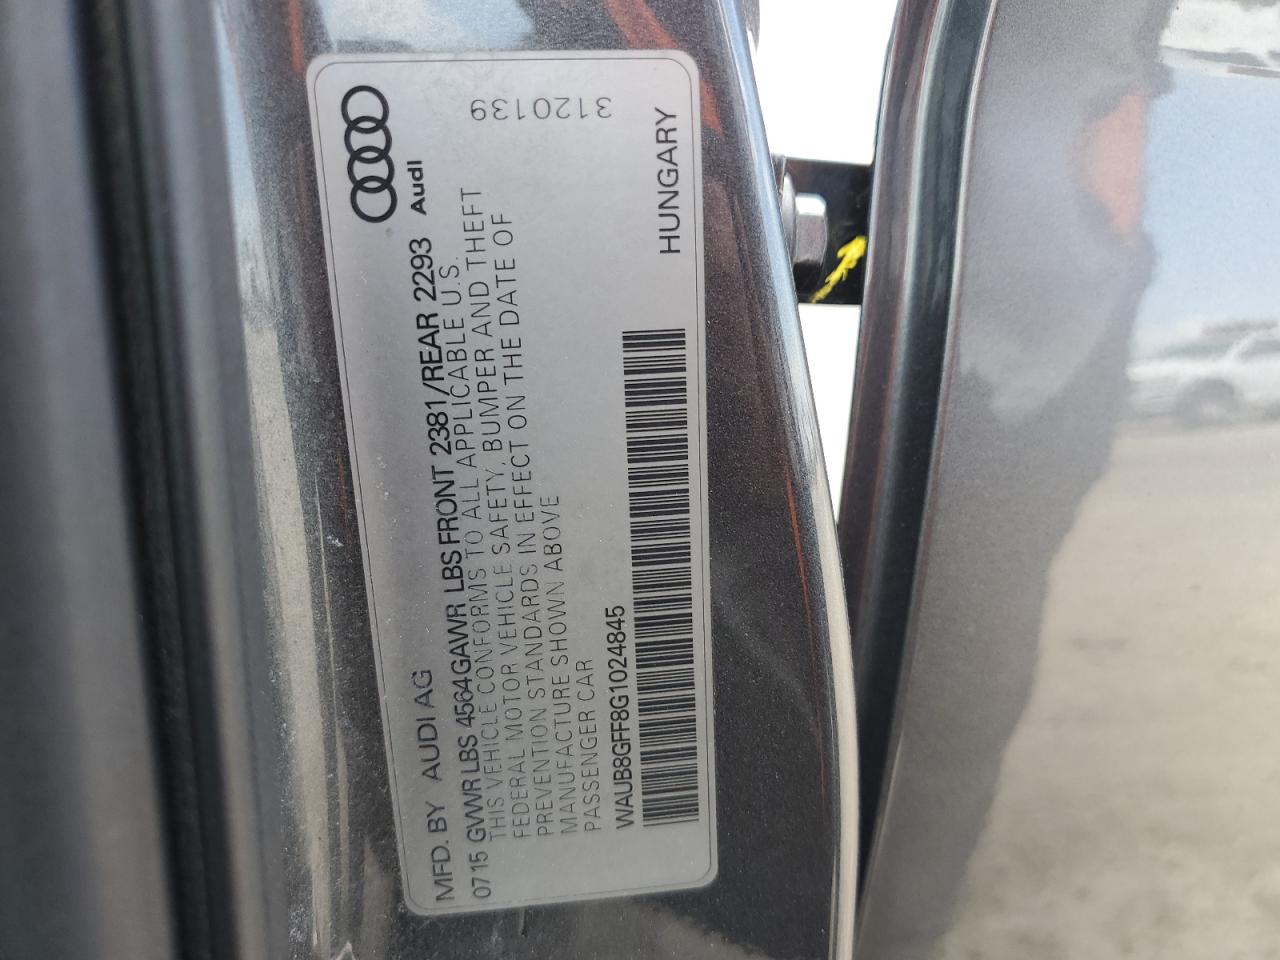 MFD. BY AUDI AG
0715 GVWR LBS 4564 GAWR LBS FRONT 2381/REAR 2293
THIS VEHICLE CONFORMS TO ALL APPLICABLE U.S.
FEDERAL MOTOR VEHICLE SAFETY, BUMPER AND THEFT
PREVENTION STANDARDS IN EFFECT ON THE DATE OF
MANUFACTURE SHOWN ABOVE
PASSENGER CAR
WAUB8GFF8G1024845
Audi
3120139
HUNGARY